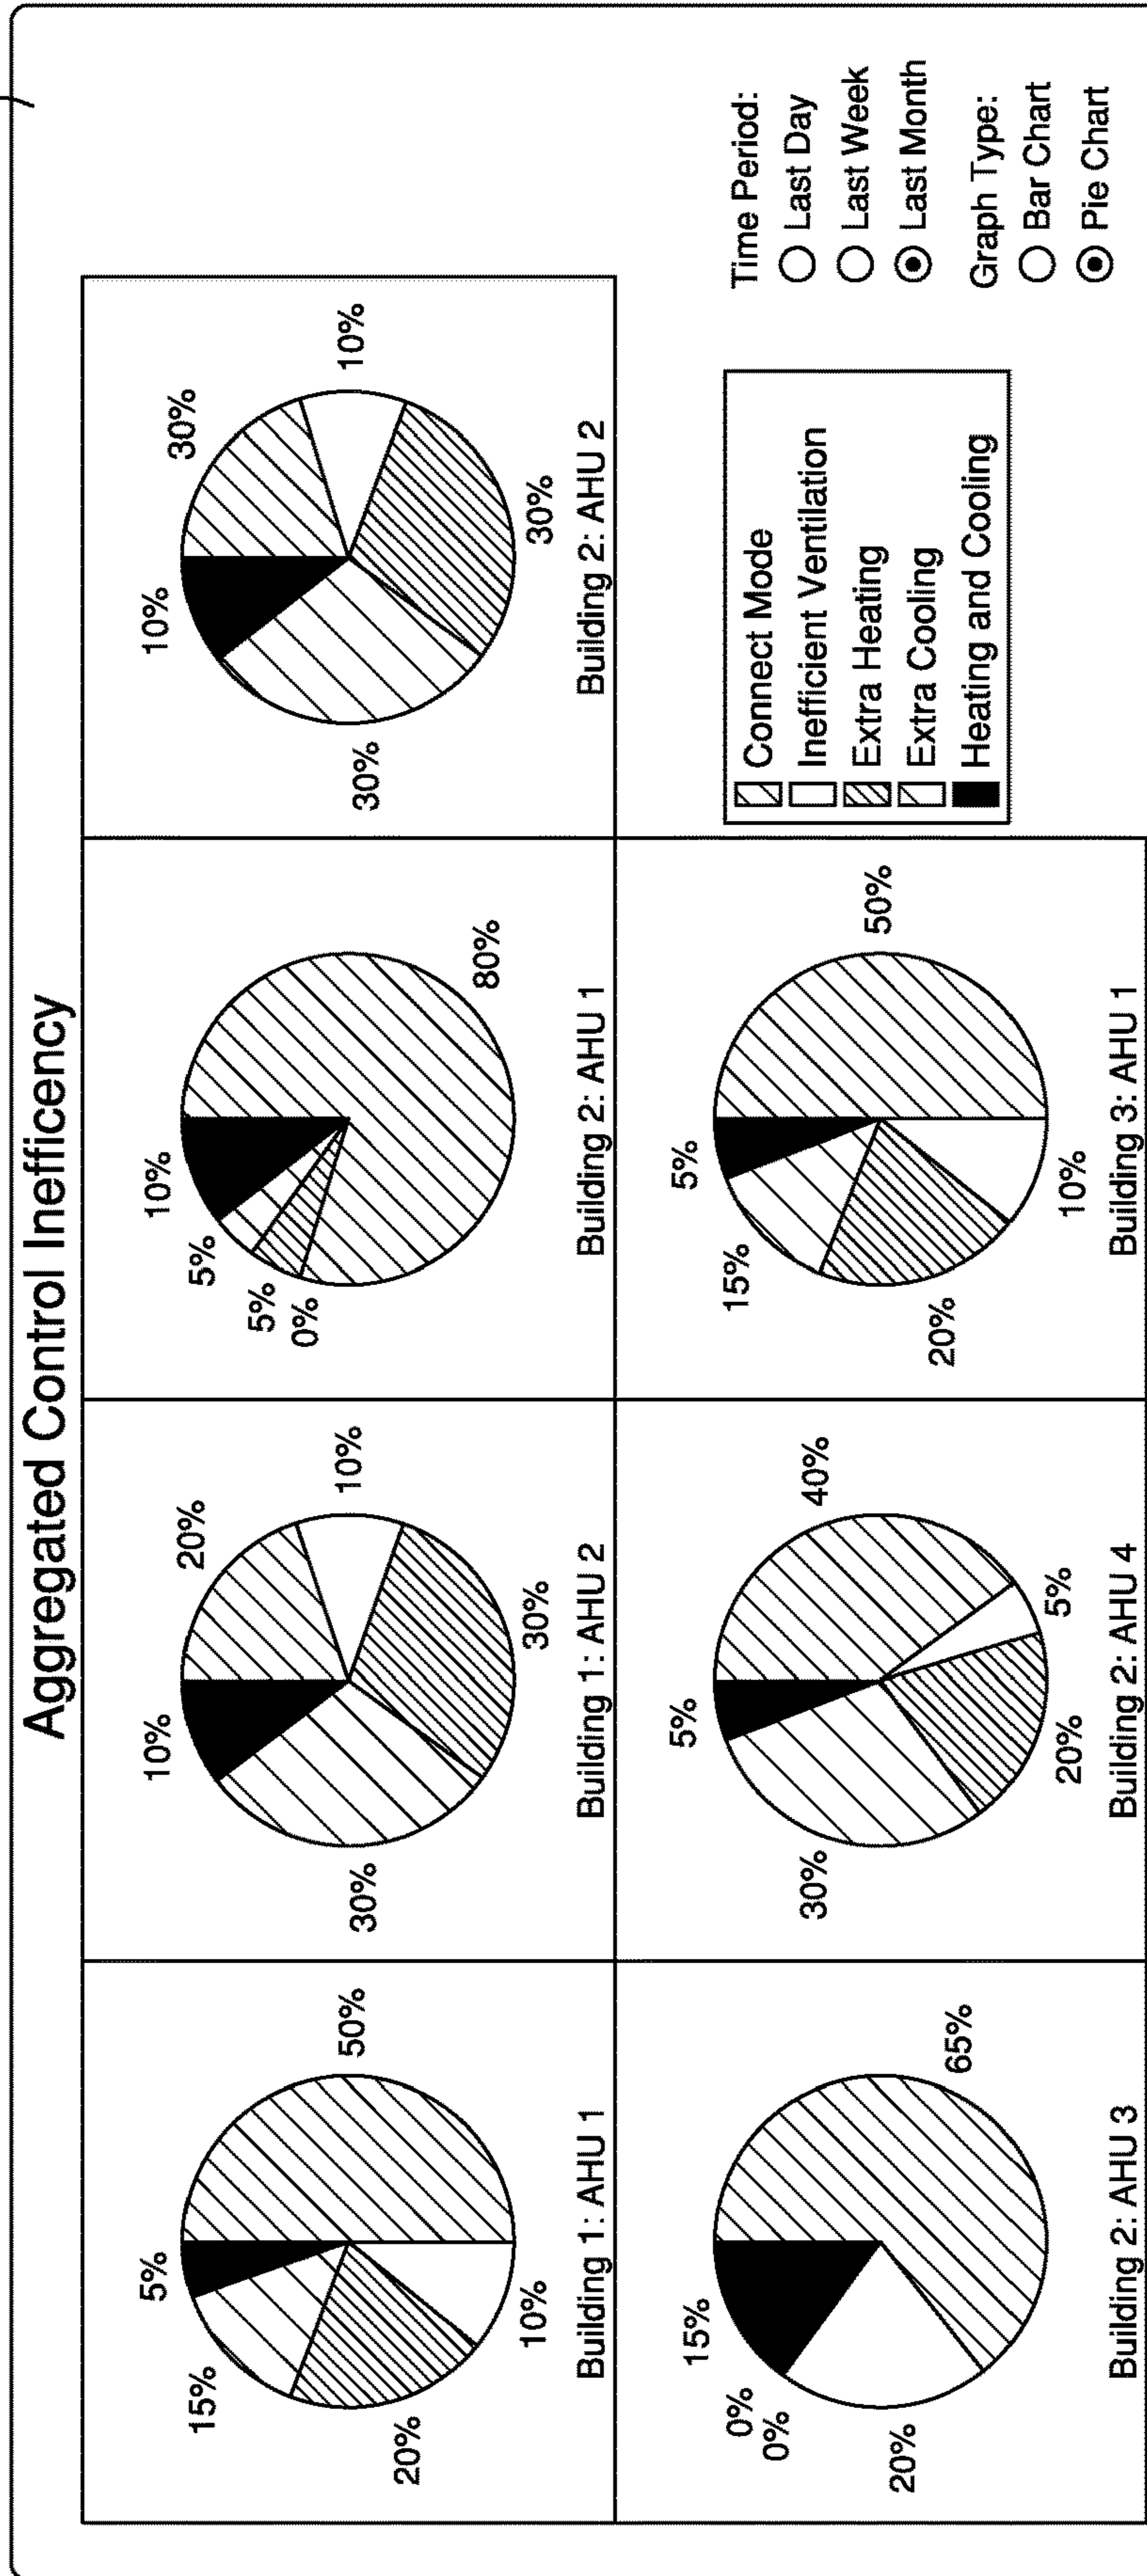 Aggregated Control Inefficency
5%
50%
15%
20%
10%
Building 1: AHU 1
10%
20%
10%
30%
30%
Building 1: AHU 2
10%
5%
5%
0%
80%
Building 2: AHU 1
10%
30%
10%
30%
30%
Building 2: AHU 2
15%
0%
0%
20%
65%
Building 2: AHU 3
5%
40%
30%
5%
20%
Building 2: AHU 4
5%
50%
15%
20%
10%
Building 3: AHU 1
Connect Mode
Inefficient Ventilation
Extra Heating
Extra Cooling
Heating and Cooling
Time Period:
Last Day
Last Week
Last Month
Graph Type:
Bar Chart
Pie Chart